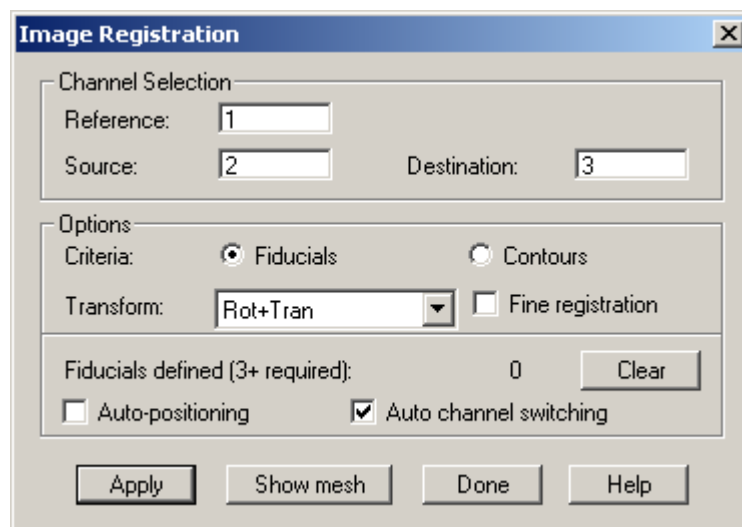 Image Registration
Channel Selection
Reference: 1
Source: 2 Destination: 3
Options
Criteria: Fiducials Contours
Transform: Rot+Tran Fine registration
Fiducials defined (3+ required): 0 Clear
Auto-positioning Auto channel switching
Apply Show mesh Done Help